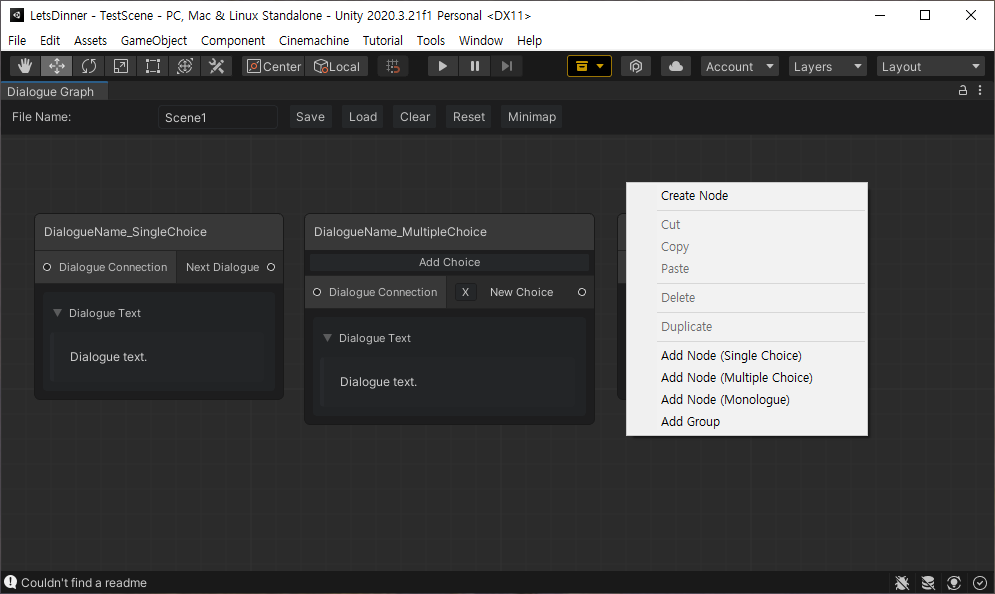 LetsDinner - TestScene - PC, Mac & Linux Standalone - Unity 2020.3.21f1 Personal <DX11>
File Edit Assets GameObject Component Cinemachine Tutorial Tools Window Help
Center Local Account Layers Layout
Dialogue Graph
File Name: Scene1 Save Load Clear Reset Minimap
DialogueName_SingleChoice
Dialogue Connection Next Dialogue
Dialogue Text
Dialogue text.
DialogueName_MultipleChoice
Add Choice
Dialogue Connection X New Choice
Dialogue Text
Dialogue text.
Create Node
Cut
Copy
Paste
Delete
Duplicate
Add Node (Single Choice)
Add Node (Multiple Choice)
Add Node (Monologue)
Add Group
Couldn't find a readme